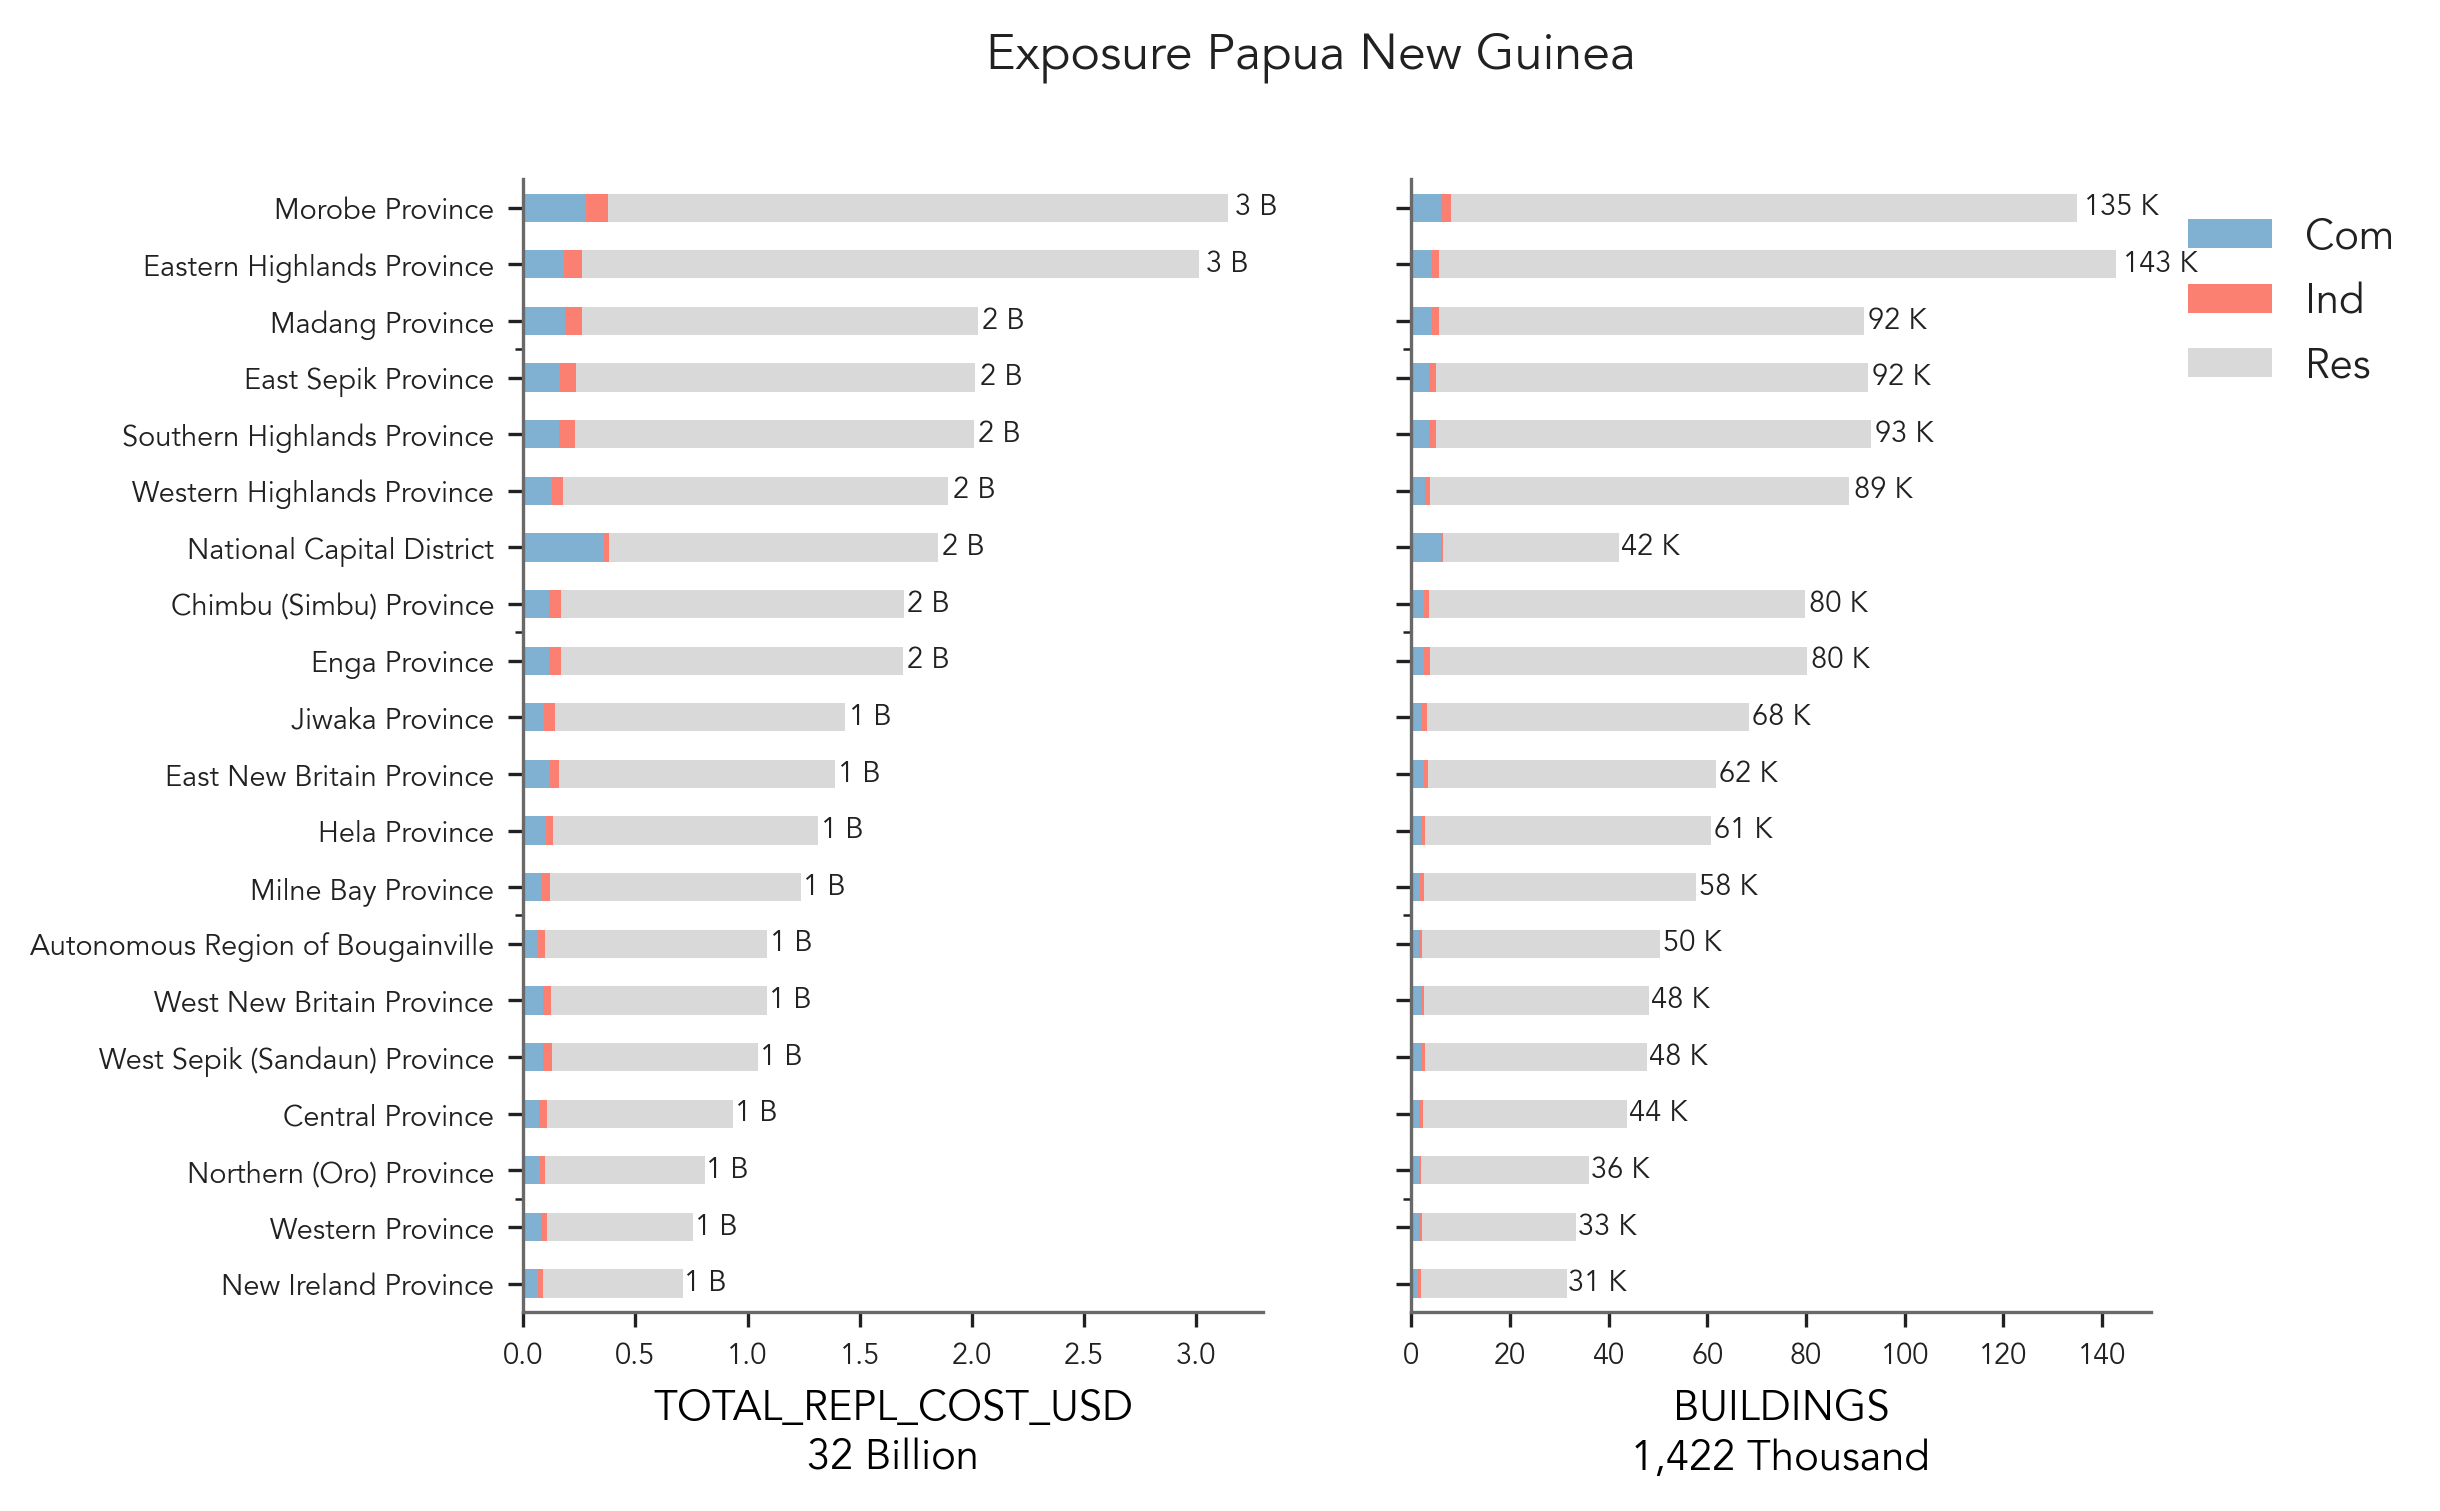 Exposure Papua New Guinea
Morobe Province 3 B 135 K
Eastern Highlands Province 3 B 143 K
Madang Province 2 B 92 K
East Sepik Province 2 B 92 K
Southern Highlands Province 2 B 93 K
Western Highlands Province 2 B 89 K
National Capital District 2 B 42 K
Chimbu (Simbu) Province 2 B 80 K
Enga Province 2 B 80 K
Jiwaka Province 1 B 68 K
East New Britain Province 1 B 62 K
Hela Province 1 B 61 K
Milne Bay Province 1 B 58 K
Autonomous Region of Bougainville 1 B 50 K
West New Britain Province 1 B 48 K
West Sepik (Sandaun) Province 1 B 48 K
Central Province 1 B 44 K
Northern (Oro) Province 1 B 36 K
Western Province 1 B 33 K
New Ireland Province 1 B 31 K
0.0 0.5 1.0 1.5 2.0 2.5 3.0
TOTAL_REPL_COST_USD
32 Billion
0 20 40 60 80 100 120 140
BUILDINGS
1,422 Thousand
Com
Ind
Res